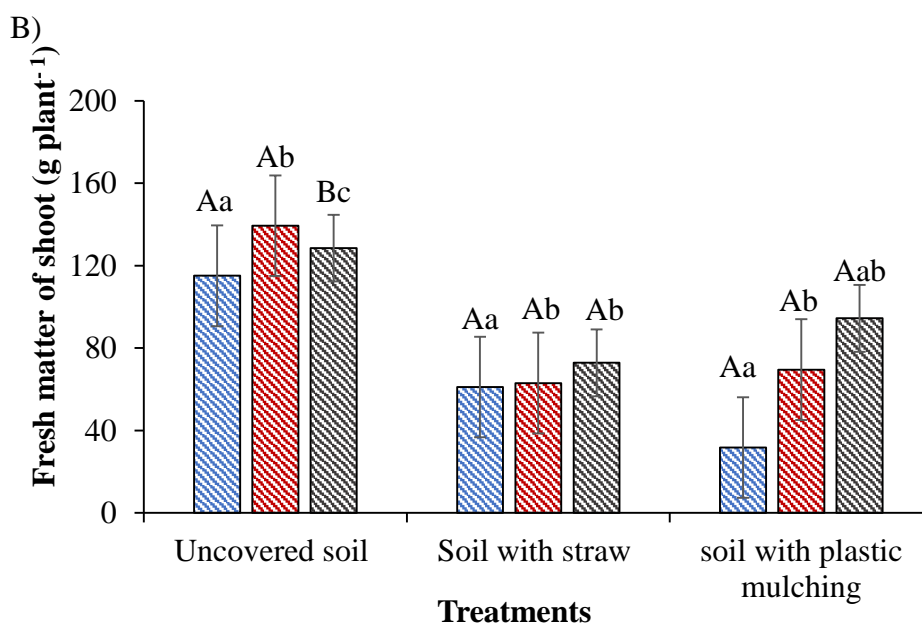 B)
Fresh matter of shoot (g plant⁻¹)
200
160
120
80
40
0
Aa
Ab
Bc
Aa
Ab
Ab
Aa
Ab
Aab
Uncovered soil
Soil with straw
soil with plastic
mulching
Treatments